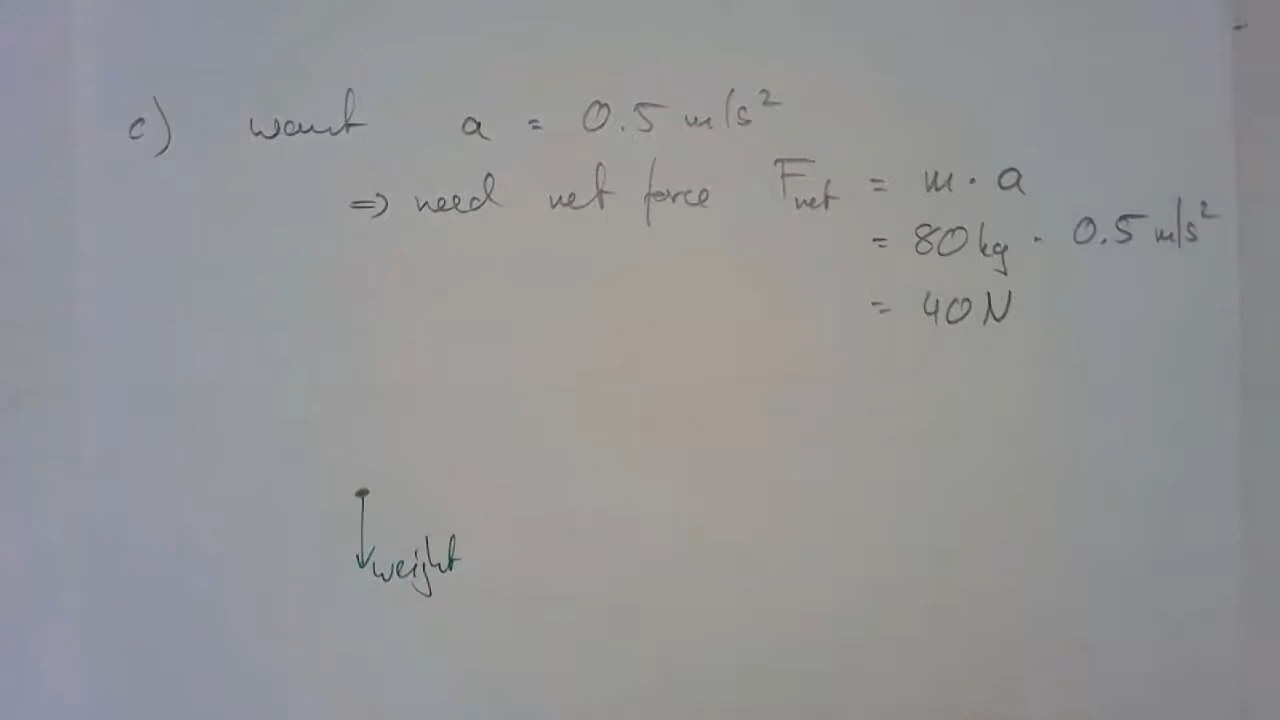 c) want a = 0.5 m/s²
⇒ need net force F_net = m · a
= 80 kg · 0.5 m/s²
= 40 N
weight